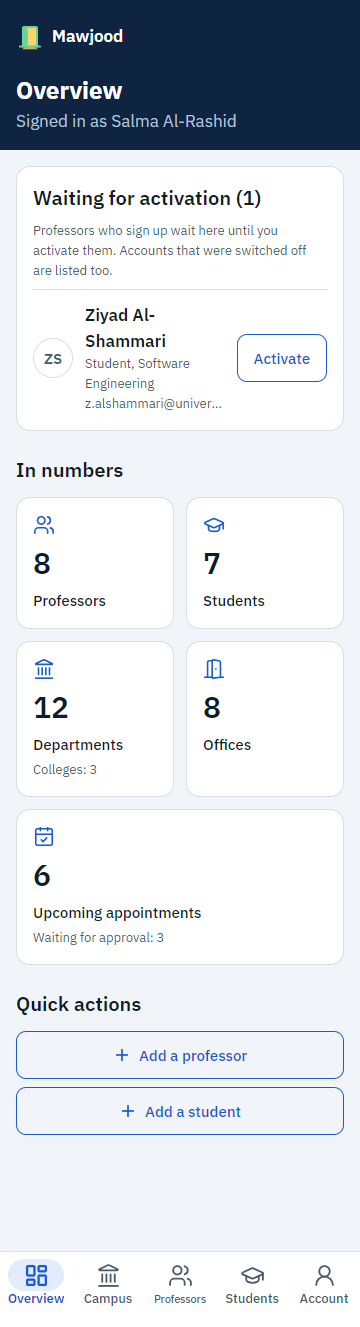 Mawjood
Overview
Signed in as Salma Al-Rashid
Waiting for activation (1)
Professors who sign up wait here until you
activate them. Accounts that were switched off
are listed too.
ZS
Ziyad Al-
Shammari
Student, Software
Engineering
z.alshammari@univer...
Activate
In numbers
8
Professors
7
Students
12
Departments
Colleges: 3
8
Offices
6
Upcoming appointments
Waiting for approval: 3
Quick actions
+ Add a professor
+ Add a student
Overview
Campus
Professors
Students
Account